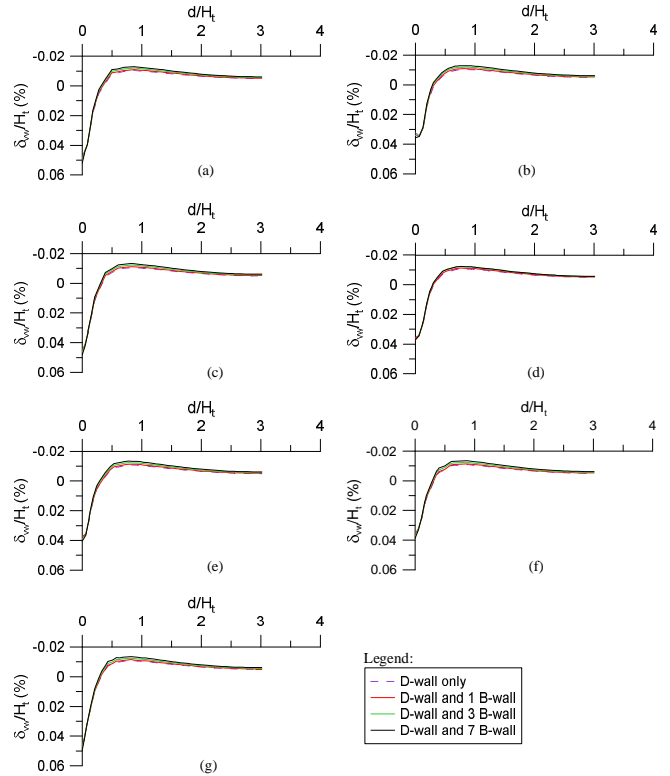 d/Ht
0 1 2 3 4
-0.02
0
0.02
0.04
0.06
δvw/Ht (%)
(a)
d/Ht
0 1 2 3 4
-0.02
0
0.02
0.04
0.06
δvw/Ht (%)
(b)
d/Ht
0 1 2 3 4
-0.02
0
0.02
0.04
0.06
δvw/Ht (%)
(c)
d/Ht
0 1 2 3 4
-0.02
0
0.02
0.04
0.06
δvw/Ht (%)
(d)
d/Ht
0 1 2 3 4
-0.02
0
0.02
0.04
0.06
δvw/Ht (%)
(e)
d/Ht
0 1 2 3 4
-0.02
0
0.02
0.04
0.06
δvw/Ht (%)
(f)
d/Ht
0 1 2 3 4
-0.02
0
0.02
0.04
0.06
δvw/Ht (%)
(g)
Legend:
D-wall only
D-wall and 1 B-wall
D-wall and 3 B-wall
D-wall and 7 B-wall